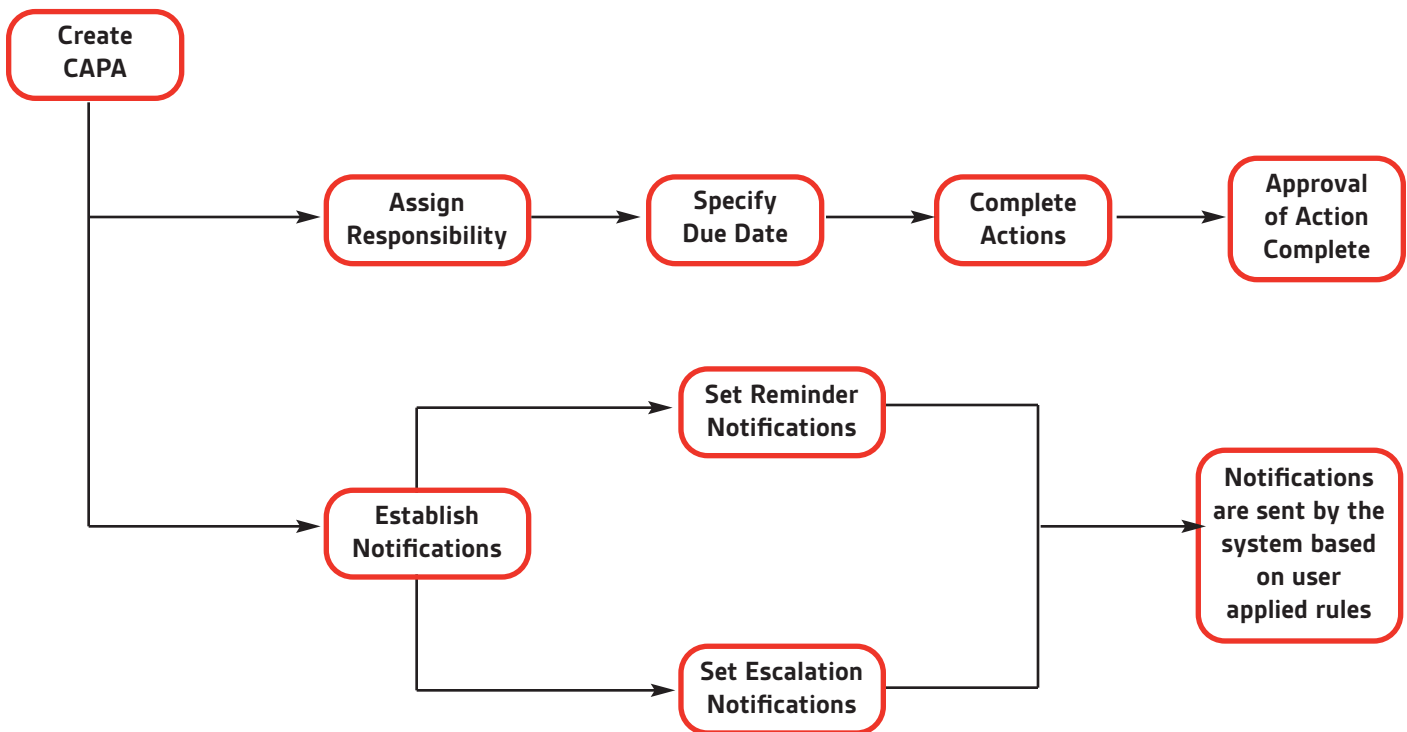 Create
CAPA
Assign
Responsibility
Specify
Due Date
Complete
Actions
Approval
of Action
Complete
Set Reminder
Notifications
Establish
Notifications
Set Escalation
Notifications
Notifications
are sent by the
system based
on user
applied rules